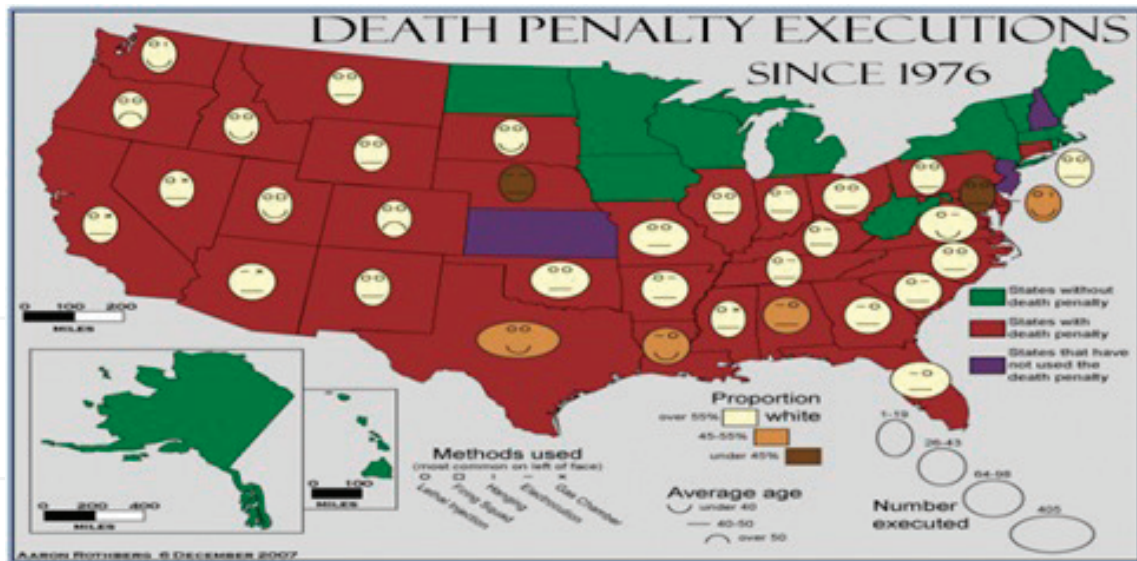 DEATH PENALTY EXECUTIONS
SINCE 1976
0 100 200
MILES
States without
death penalty
States with
death penalty
States that have
not used the
death penalty
Proportion
white
over 55%
45-55%
under 45%
Methods used
(most common on left of face)
Lethal Injection
Firing Squad
Hanging
Electrocution
Gas Chamber
Average age
under 40
40-50
over 50
1-19
26-43
64-98
405
Number
executed
0 200 400
MILES
0 100
MILES
AARON ROTHBERG 6 DECEMBER 2007